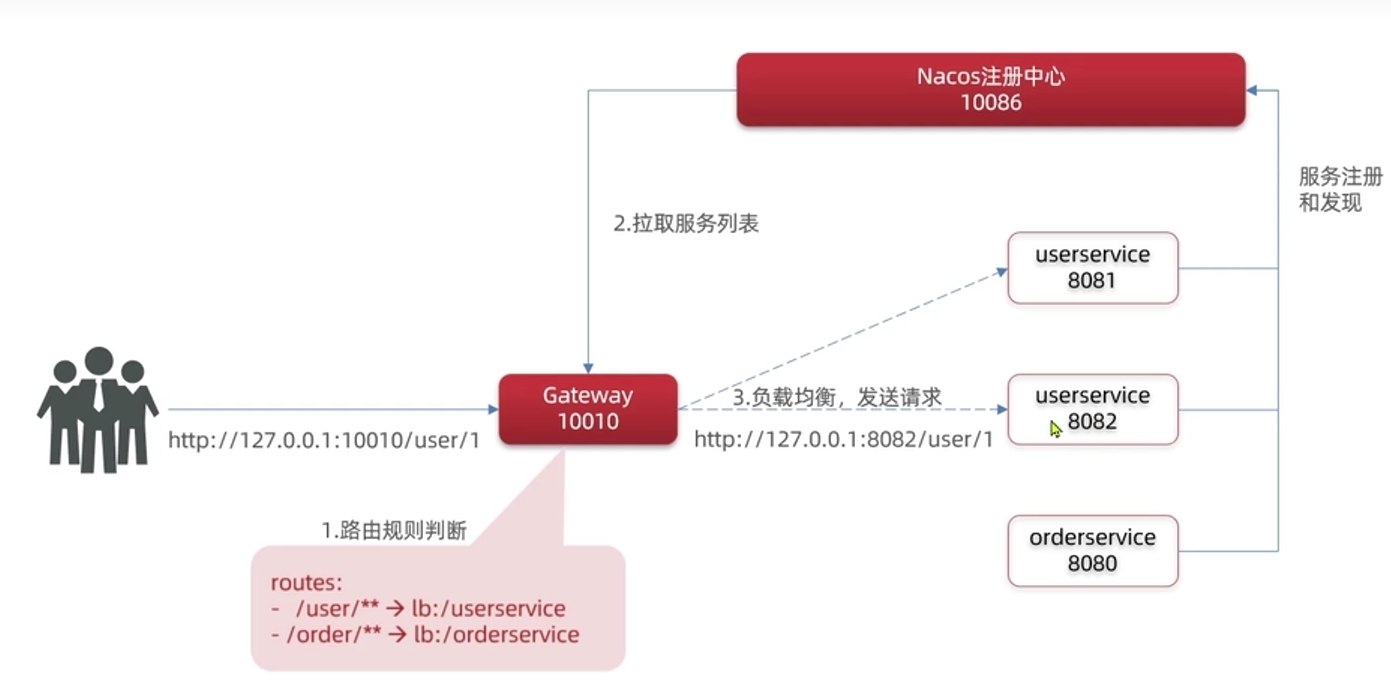 Nacos注册中心
10086
服务注册
和发现
2.拉取服务列表
userservice
8081
Gateway
10010
3.负载均衡，发送请求
userservice
8082
http://127.0.0.1:10010/user/1
http://127.0.0.1:8082/user/1
1.路由规则判断
orderservice
8080
routes:
- /user/** → lb:/userservice
- /order/** → lb:/orderservice